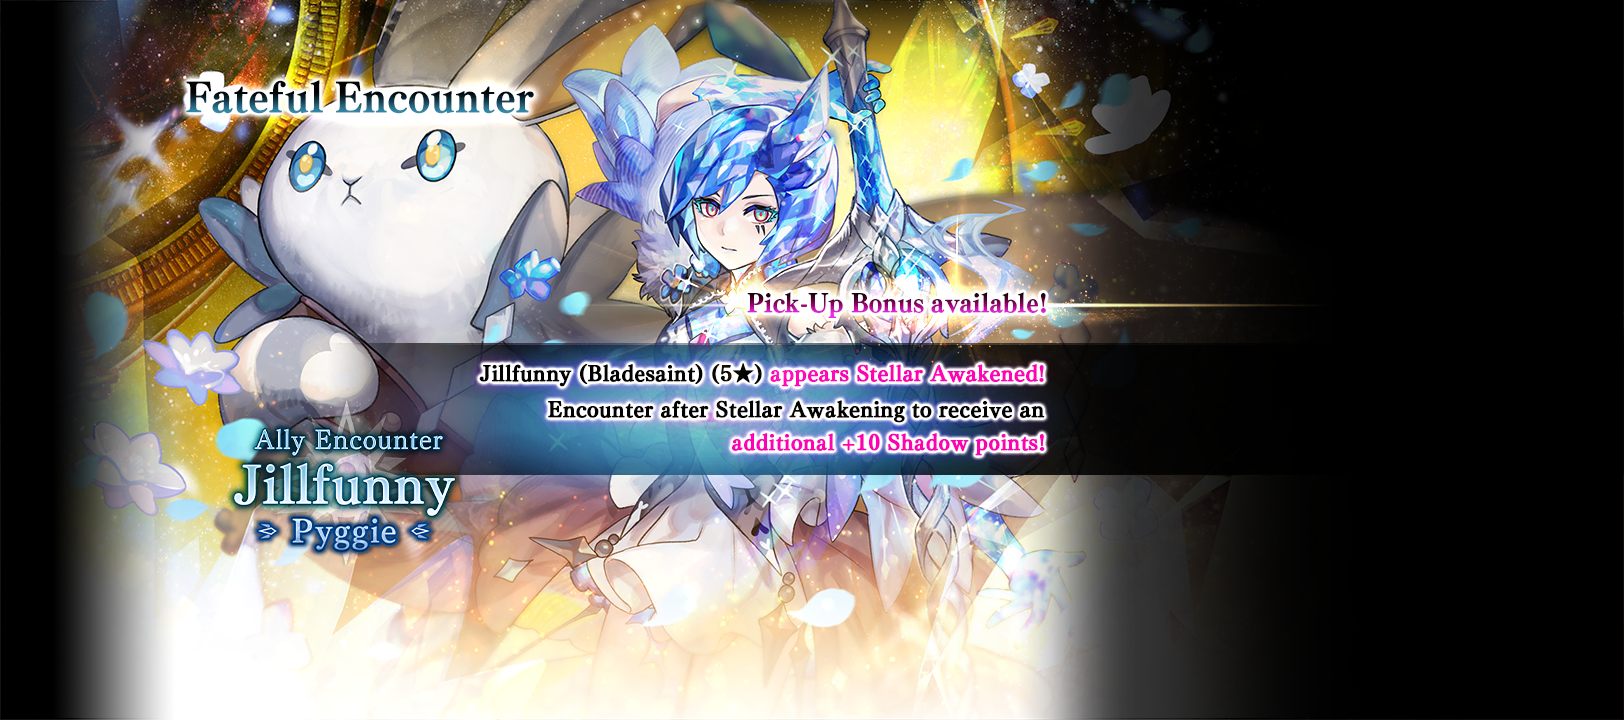 Fateful Encounter
Pick-Up Bonus available!
Jillfunny (Bladesaint) (5★) appears Stellar Awakened!
Encounter after Stellar Awakening to receive an
additional +10 Shadow points!
Ally Encounter
Jillfunny
Pyggie